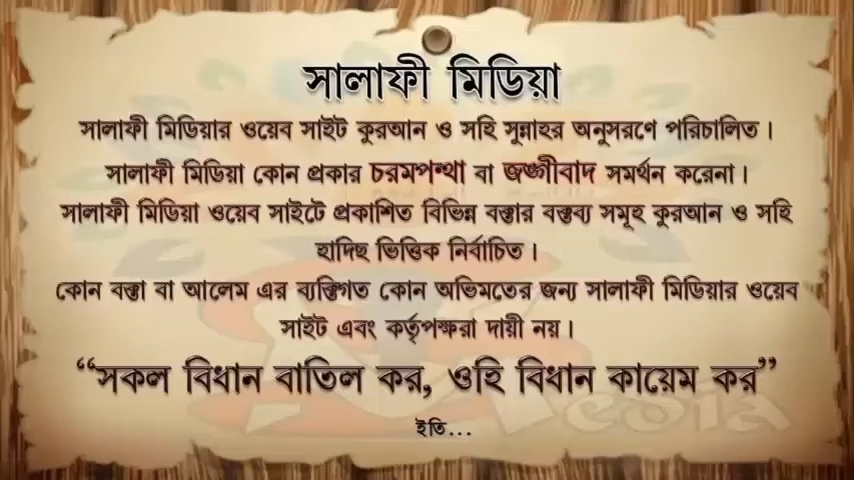 সালাফী মিডিয়া
সালাফী মিডিয়ার ওয়েব সাইট কুরআন ও সহি সুন্নাহর অনুসরণে পরিচালিত।
সালাফী মিডিয়া কোন প্রকার চরমপন্থা বা জঙ্গীবাদ সমর্থন করেনা।
সালাফী মিডিয়া ওয়েব সাইটে প্রকাশিত বিভিন্ন বক্তার বক্তব্য সমূহ কুরআন ও সহি
হাদিছ ভিত্তিক নির্বাচিত।
কোন বক্তা বা আলেম এর ব্যক্তিগত কোন অভিমতের জন্য সালাফী মিডিয়ার ওয়েব
সাইট এবং কর্তৃপক্ষরা দায়ী নয়।
“সকল বিধান বাতিল কর, ওহি বিধান কায়েম কর”
ইতি...